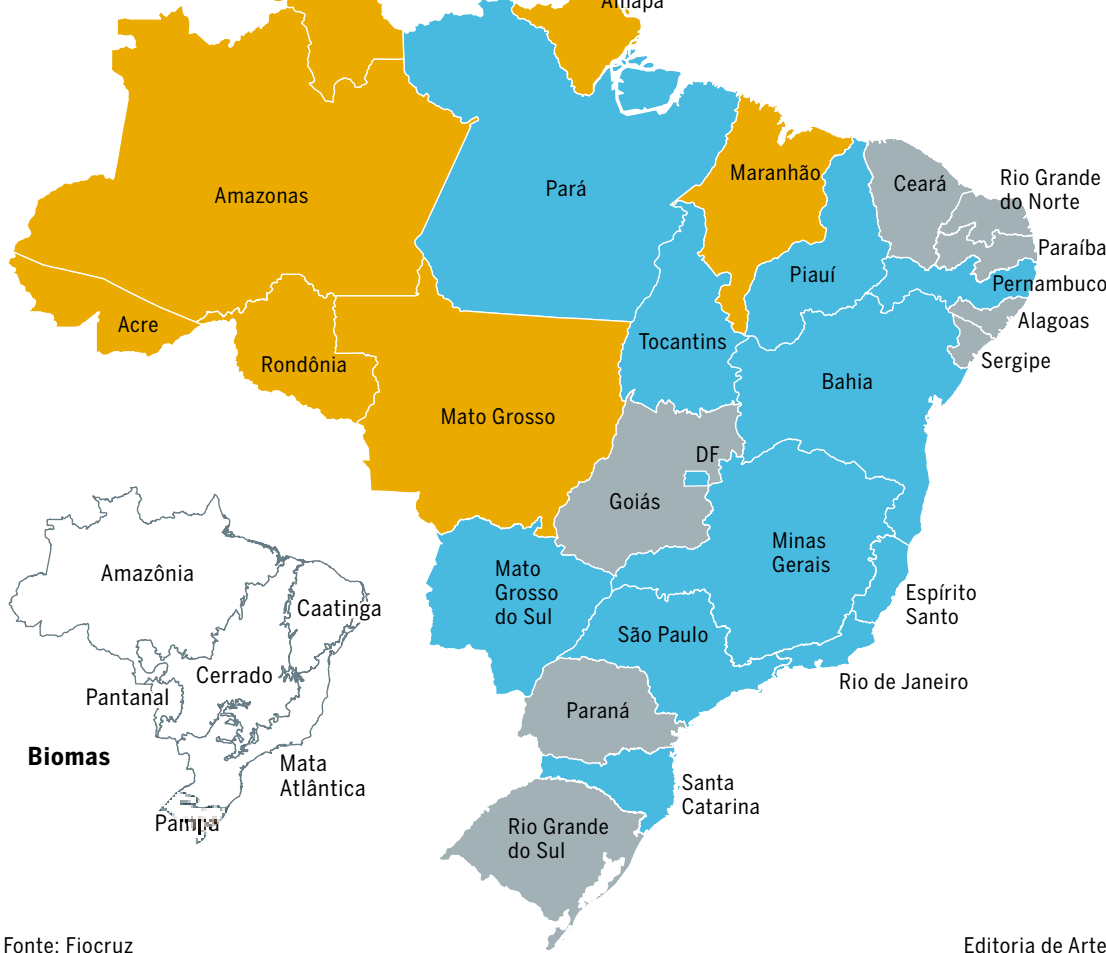 Amapá
Amazonas
Pará
Maranhão
Ceará
Rio Grande
do Norte
Paraíba
Piauí
Pernambuco
Acre
Alagoas
Rondônia
Tocantins
Sergipe
Bahia
Mato Grosso
DF
Goiás
Minas
Gerais
Mato
Grosso
do Sul
Espírito
Santo
São Paulo
Rio de Janeiro
Paraná
Santa
Catarina
Rio Grande
do Sul
Amazônia
Caatinga
Cerrado
Pantanal
Biomas
Mata
Atlântica
Pampa
Fonte: Fiocruz
Editoria de Arte